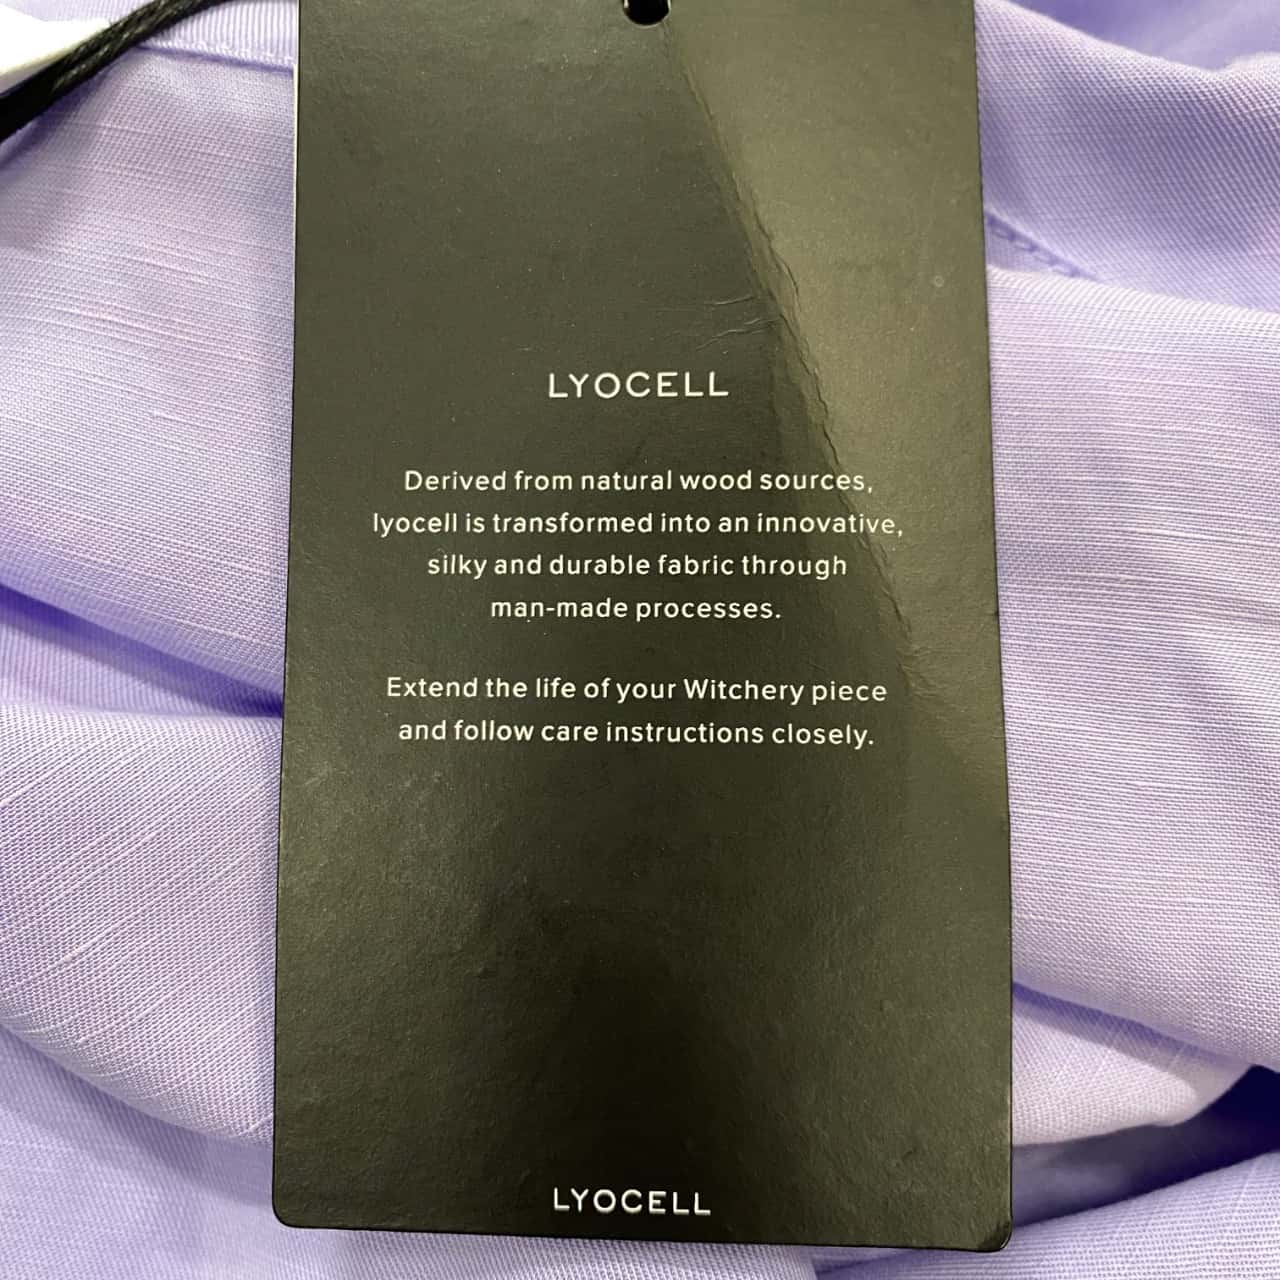 LYOCELL
Derived from natural wood sources,
lyocell is transformed into an innovative,
silky and durable fabric through
man-made processes.
Extend the life of your Witchery piece
and follow care instructions closely.
LYOCELL